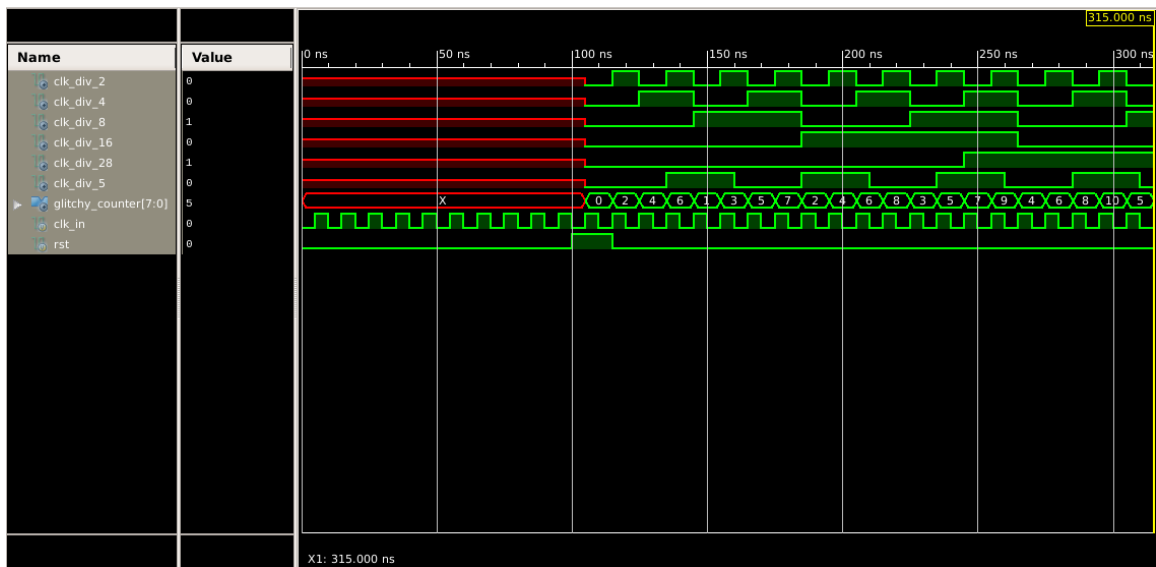 315.000 ns
Name Value
0 ns 50 ns 100 ns 150 ns 200 ns 250 ns 300 ns
clk_div_2 0
clk_div_4 0
clk_div_8 1
clk_div_16 0
clk_div_28 1
clk_div_5 0
glitchy_counter[7:0] 5 X 0 2 4 6 1 3 5 7 2 4 6 8 3 5 7 9 4 6 8 10 5
clk_in 0
rst 0
X1: 315.000 ns